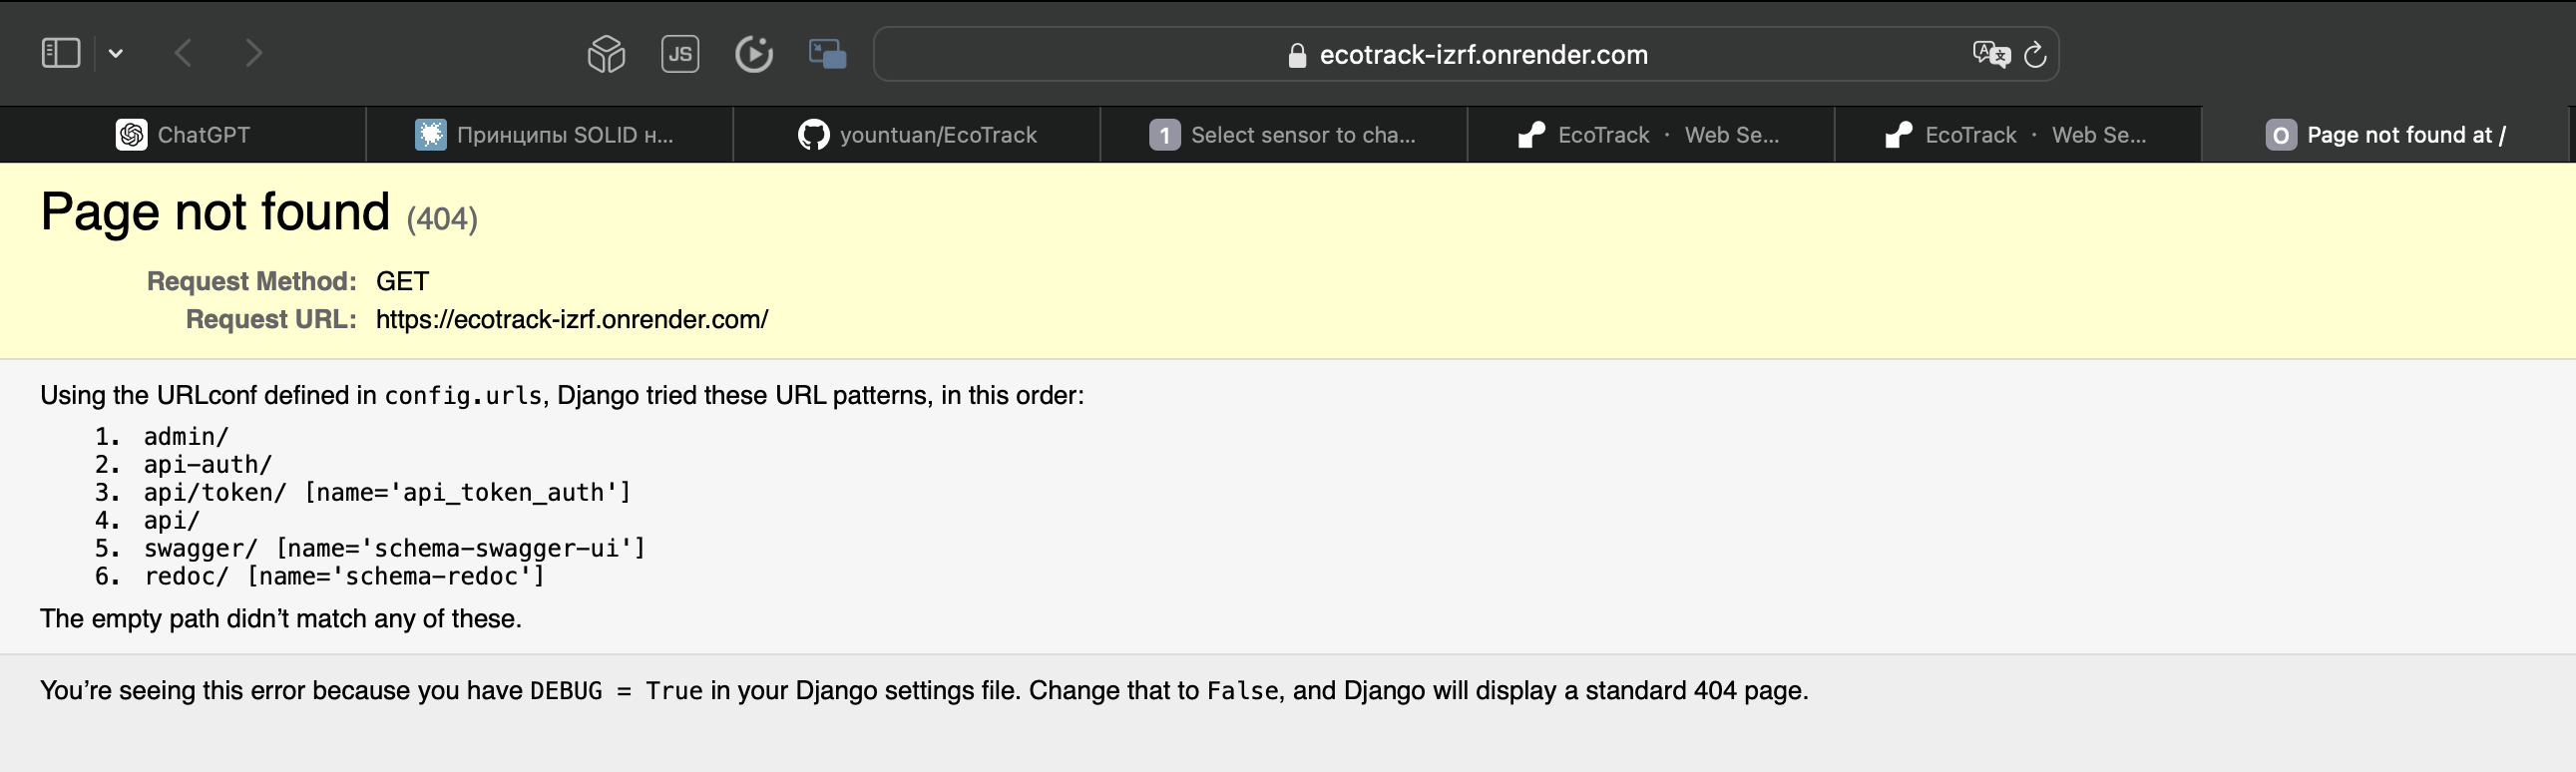 JS
ecotrack-izrf.onrender.com
ChatGPT
Принципы SOLID н...
yountuan/EcoTrack
1 Select sensor to cha...
EcoTrack · Web Se...
EcoTrack · Web Se...
O Page not found at /
Page not found (404)
Request Method: GET
Request URL: https://ecotrack-izrf.onrender.com/
Using the URLconf defined in config.urls, Django tried these URL patterns, in this order:
1. admin/
2. api-auth/
3. api/token/ [name='api_token_auth']
4. api/
5. swagger/ [name='schema-swagger-ui']
6. redoc/ [name='schema-redoc']
The empty path didn’t match any of these.
You’re seeing this error because you have DEBUG = True in your Django settings file. Change that to False, and Django will display a standard 404 page.